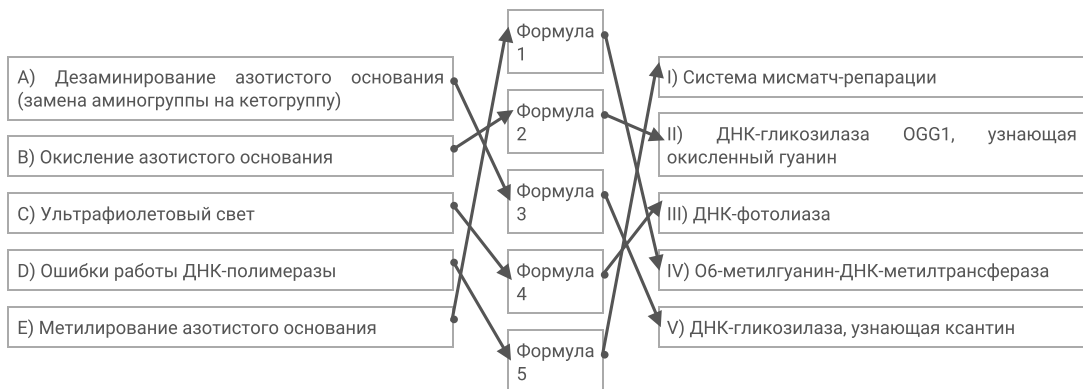 Формула
1
A) Дезаминирование азотистого основания
(замена аминогруппы на кетогруппу)
I) Система мисматч-репарации
Формула
2
II) ДНК-гликозилаза OGG1, узнающая
окисленный гуанин
B) Окисление азотистого основания
Формула
3
C) Ультрафиолетовый свет
III) ДНК-фотолиаза
Формула
4
D) Ошибки работы ДНК-полимеразы
IV) O6-метилгуанин-ДНК-метилтрансфераза
E) Метилирование азотистого основания
V) ДНК-гликозилаза, узнающая ксантин
Формула
5